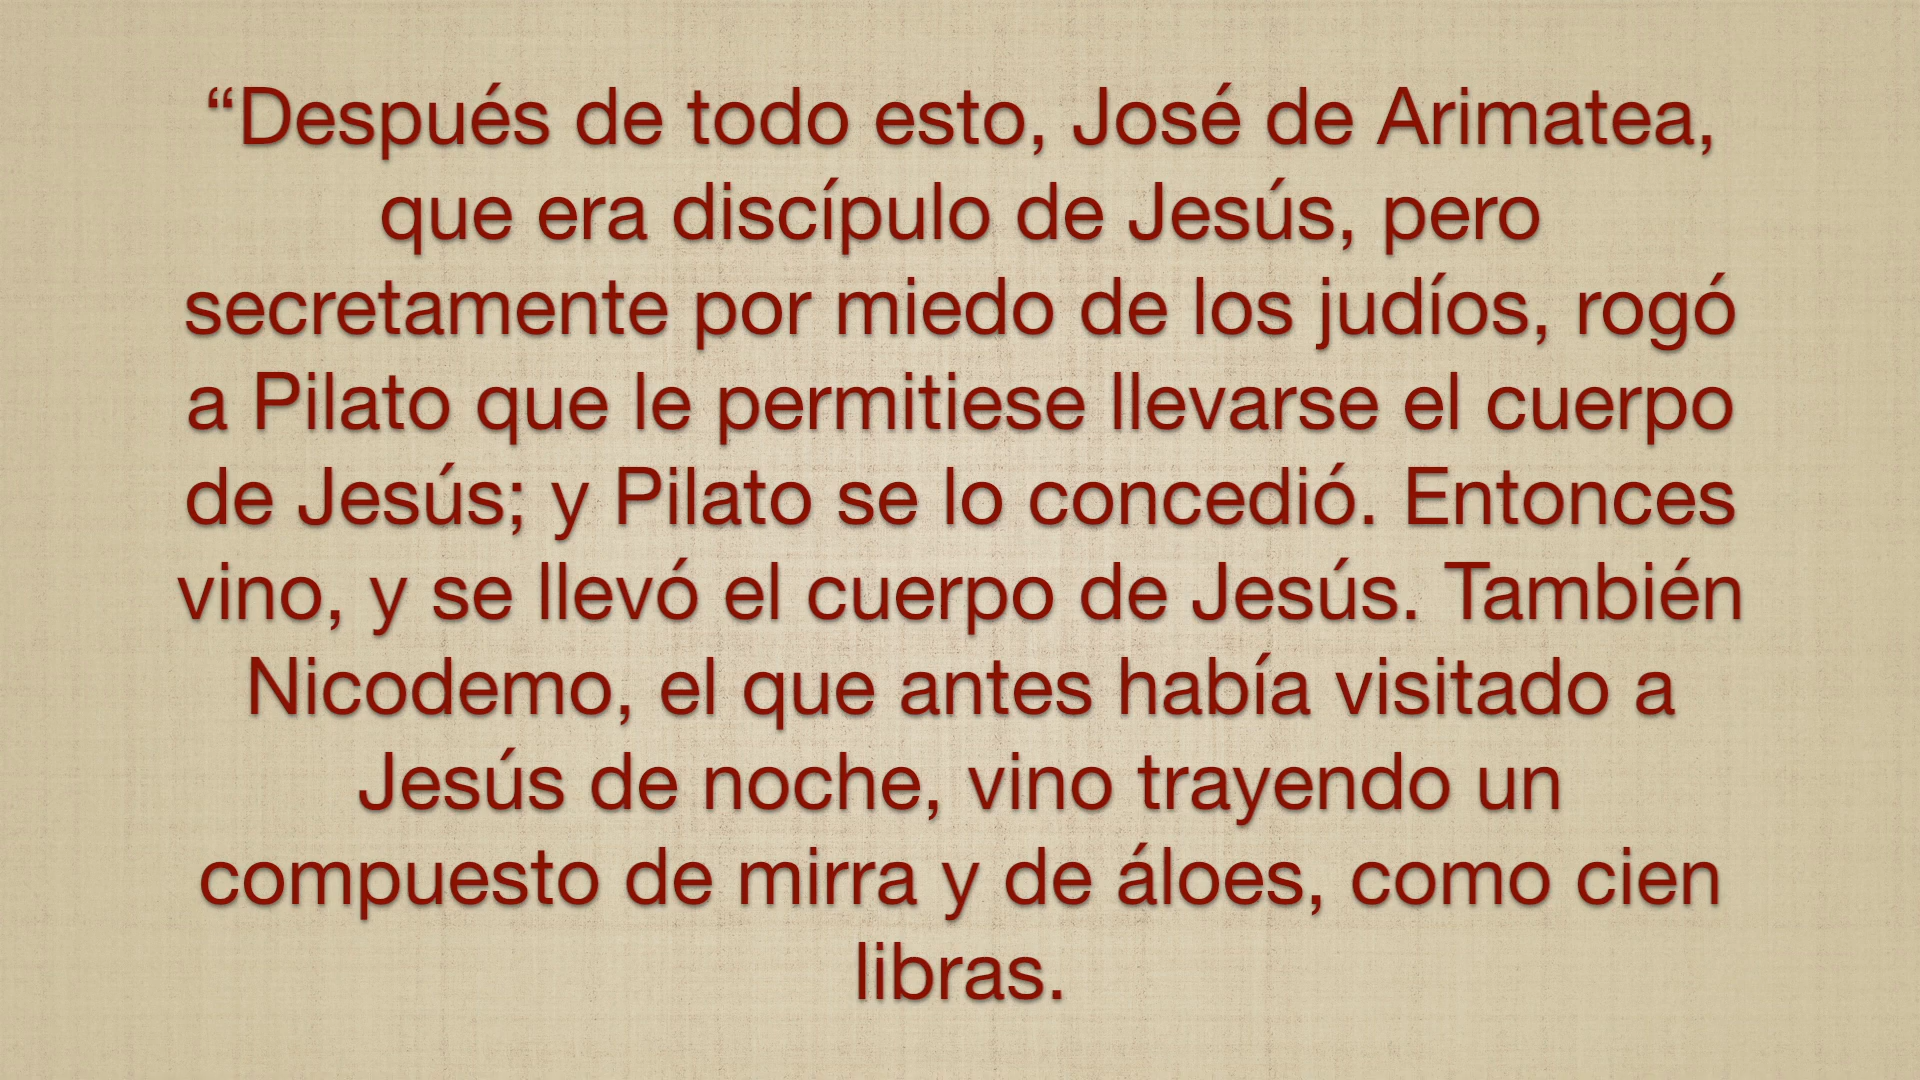 “Después de todo esto, José de Arimatea,
que era discípulo de Jesús, pero
secretamente por miedo de los judíos, rogó
a Pilato que le permitiese llevarse el cuerpo
de Jesús; y Pilato se lo concedió. Entonces
vino, y se llevó el cuerpo de Jesús. También
Nicodemo, el que antes había visitado a
Jesús de noche, vino trayendo un
compuesto de mirra y de áloes, como cien
libras.